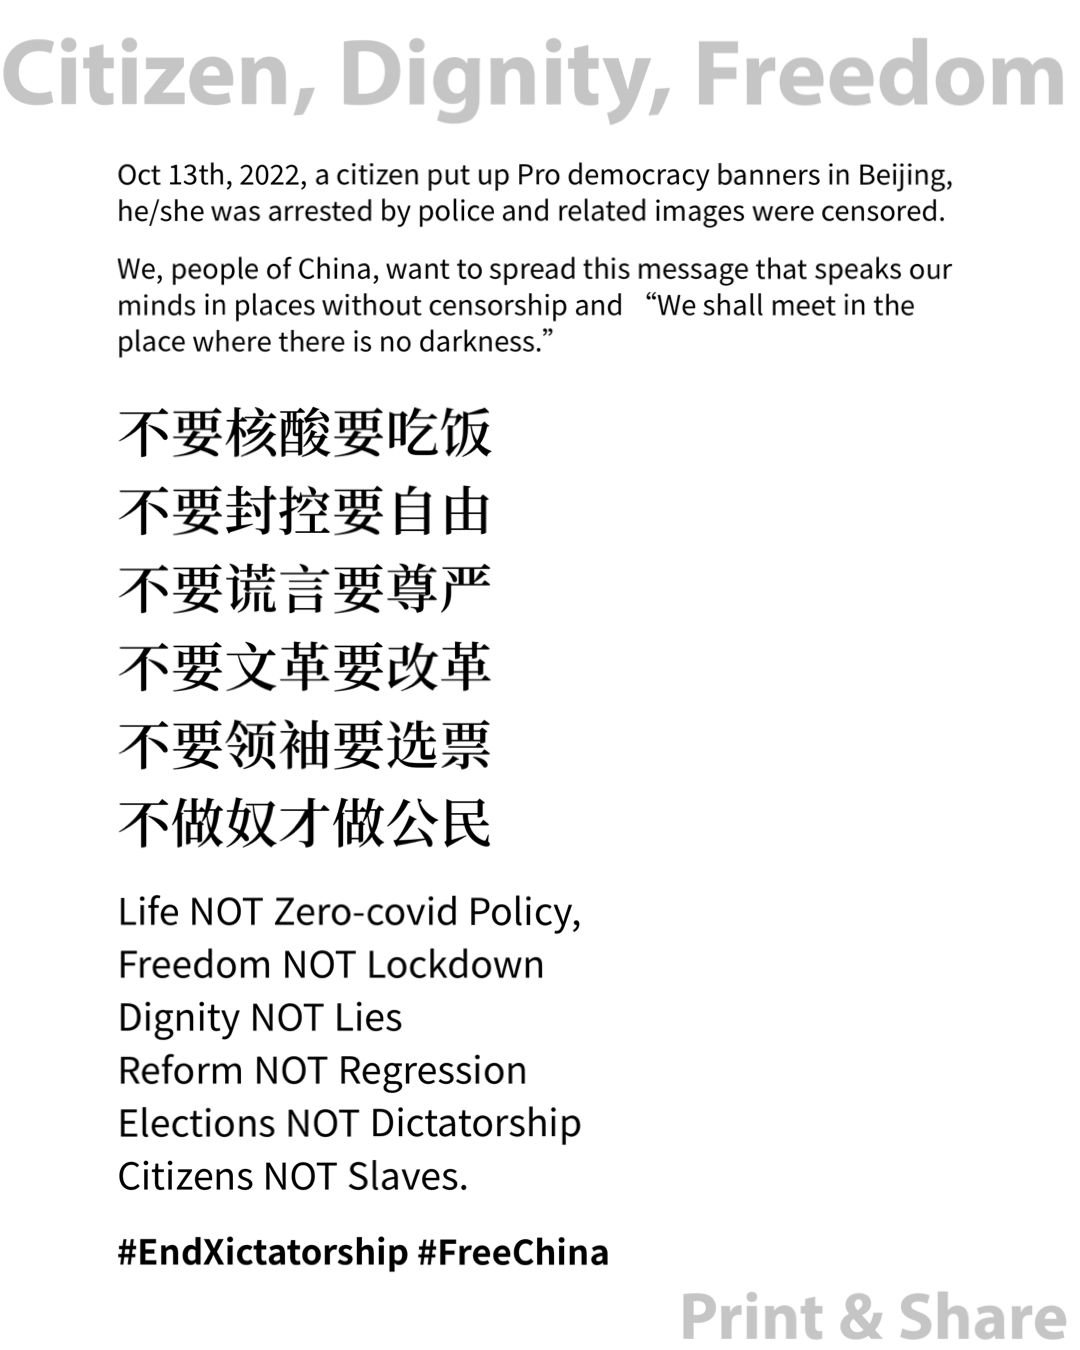 Citizen, Dignity, Freedom
Oct 13th, 2022, a citizen put up Pro democracy banners in Beijing,
he/she was arrested by police and related images were censored.
We, people of China, want to spread this message that speaks our
minds in places without censorship and “We shall meet in the
place where there is no darkness.”
不要核酸要吃饭
不要封控要自由
不要谎言要尊严
不要文革要改革
不要领袖要选票
不做奴才做公民
Life NOT Zero-covid Policy,
Freedom NOT Lockdown
Dignity NOT Lies
Reform NOT Regression
Elections NOT Dictatorship
Citizens NOT Slaves.
#EndXictatorship #FreeChina
Print & Share